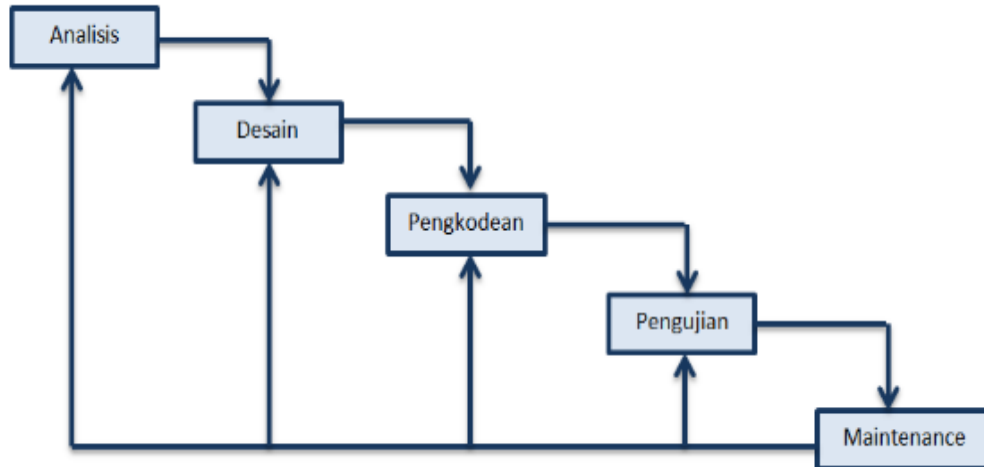 Analisis
Desain
Pengkodean
Pengujian
Maintenance